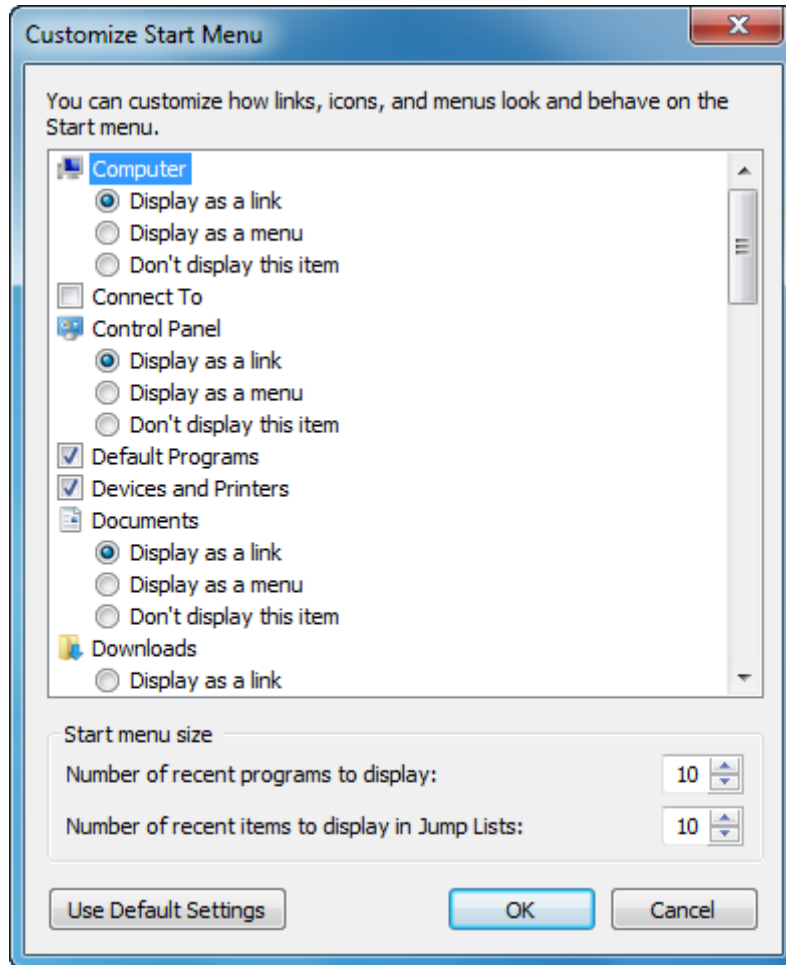 Customize Start Menu
You can customize how links, icons, and menus look and behave on the
Start menu.
Computer
Display as a link
Display as a menu
Don't display this item
Connect To
Control Panel
Display as a link
Display as a menu
Don't display this item
Default Programs
Devices and Printers
Documents
Display as a link
Display as a menu
Don't display this item
Downloads
Display as a link
Start menu size
Number of recent programs to display: 10
Number of recent items to display in Jump Lists: 10
Use Default Settings OK Cancel